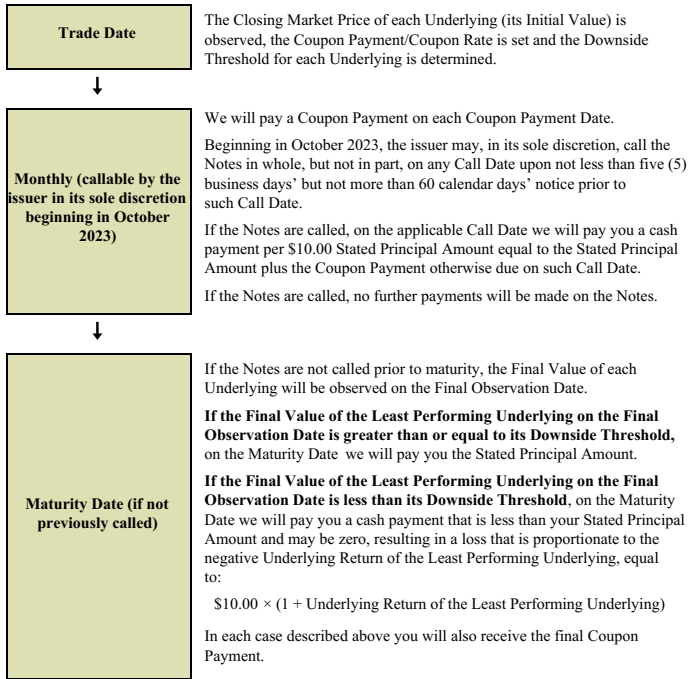 Trade Date
The Closing Market Price of each Underlying (its Initial Value) is
observed, the Coupon Payment/Coupon Rate is set and the Downside
Threshold for each Underlying is determined.
Monthly (callable by the
issuer in its sole discretion
beginning in October
2023)
We will pay a Coupon Payment on each Coupon Payment Date.
Beginning in October 2023, the issuer may, in its sole discretion, call the
Notes in whole, but not in part, on any Call Date upon not less than five (5)
business days’ but not more than 60 calendar days’ notice prior to
such Call Date.
If the Notes are called, on the applicable Call Date we will pay you a cash
payment per $10.00 Stated Principal Amount equal to the Stated Principal
Amount plus the Coupon Payment otherwise due on such Call Date.
If the Notes are called, no further payments will be made on the Notes.
Maturity Date (if not
previously called)
If the Notes are not called prior to maturity, the Final Value of each
Underlying will be observed on the Final Observation Date.
If the Final Value of the Least Performing Underlying on the Final
Observation Date is greater than or equal to its Downside Threshold,
on the Maturity Date we will pay you the Stated Principal Amount.
If the Final Value of the Least Performing Underlying on the Final
Observation Date is less than its Downside Threshold, on the Maturity
Date we will pay you a cash payment that is less than your Stated Principal
Amount and may be zero, resulting in a loss that is proportionate to the
negative Underlying Return of the Least Performing Underlying, equal
to:
$10.00 × (1 + Underlying Return of the Least Performing Underlying)
In each case described above you will also receive the final Coupon
Payment.